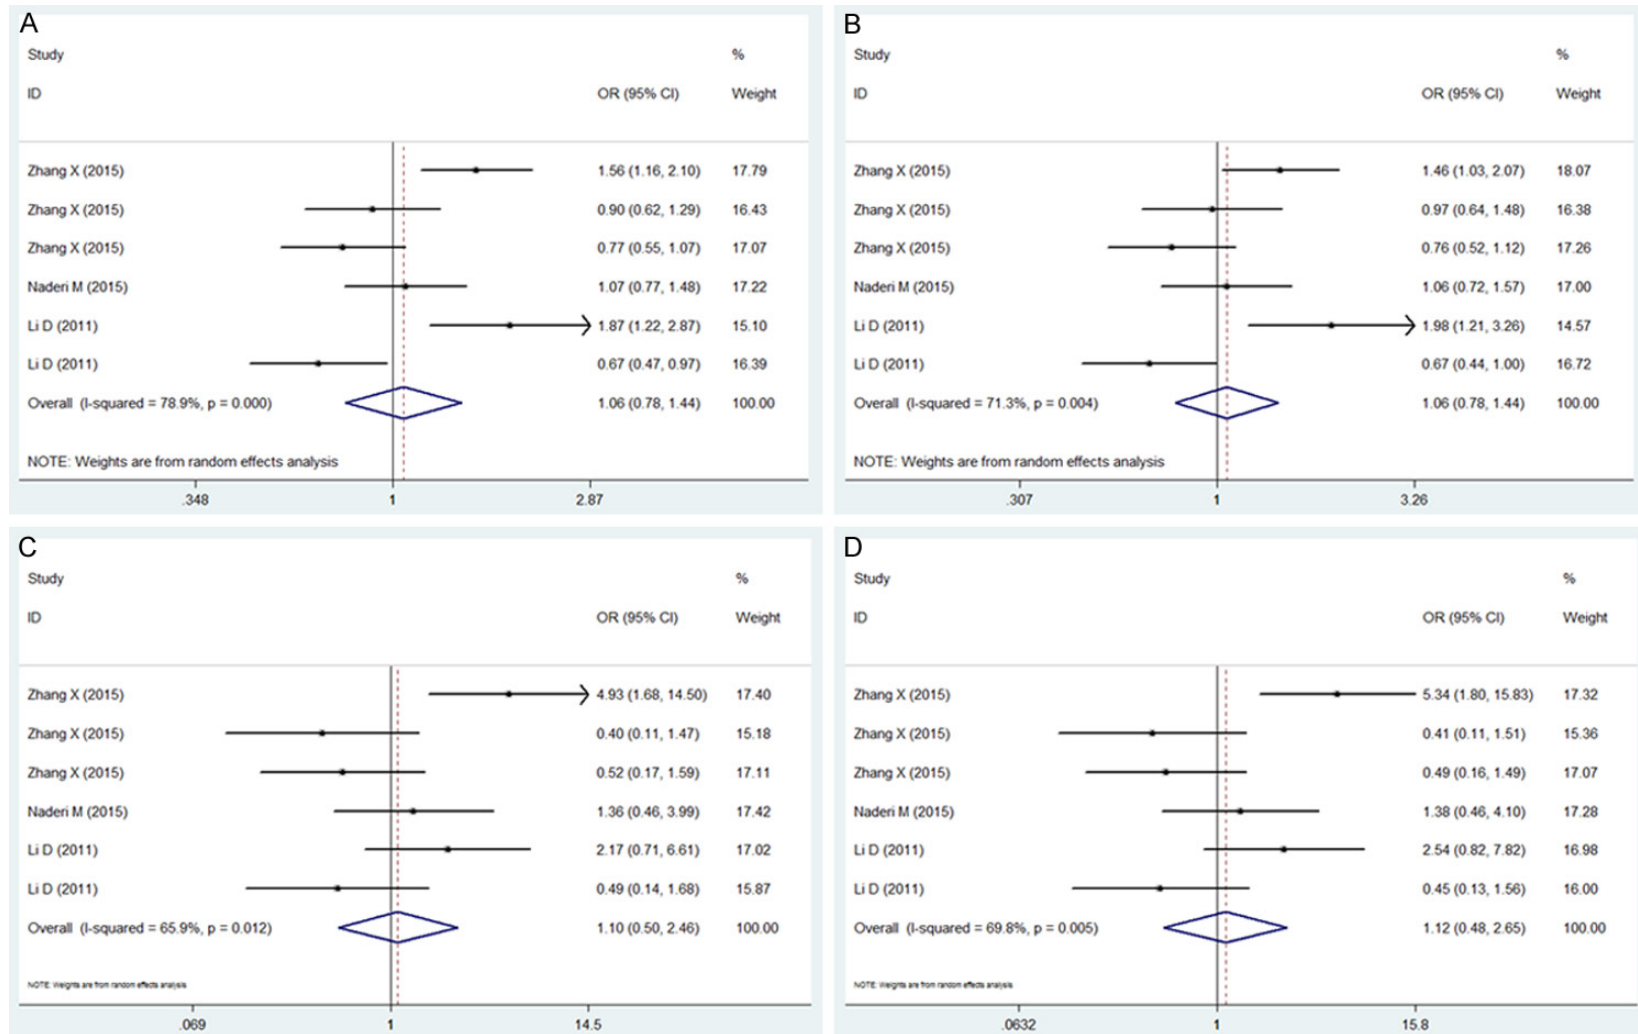 A
Study %
ID OR (95% CI) Weight
Zhang X (2015) 1.56 (1.16, 2.10) 17.79
Zhang X (2015) 0.90 (0.62, 1.29) 16.43
Zhang X (2015) 0.77 (0.55, 1.07) 17.07
Naderi M (2015) 1.07 (0.77, 1.48) 17.22
Li D (2011) 1.87 (1.22, 2.87) 15.10
Li D (2011) 0.67 (0.47, 0.97) 16.39
Overall (I-squared = 78.9%, p = 0.000) 1.06 (0.78, 1.44) 100.00
NOTE: Weights are from random effects analysis
.348 1 2.87
B
Study %
ID OR (95% CI) Weight
Zhang X (2015) 1.46 (1.03, 2.07) 18.07
Zhang X (2015) 0.97 (0.64, 1.48) 16.38
Zhang X (2015) 0.76 (0.52, 1.12) 17.26
Naderi M (2015) 1.06 (0.72, 1.57) 17.00
Li D (2011) 1.98 (1.21, 3.26) 14.57
Li D (2011) 0.67 (0.44, 1.00) 16.72
Overall (I-squared = 71.3%, p = 0.004) 1.06 (0.78, 1.44) 100.00
NOTE: Weights are from random effects analysis
.307 1 3.26
C
Study %
ID OR (95% CI) Weight
Zhang X (2015) 4.93 (1.68, 14.50) 17.40
Zhang X (2015) 0.40 (0.11, 1.47) 15.18
Zhang X (2015) 0.52 (0.17, 1.59) 17.11
Naderi M (2015) 1.36 (0.46, 3.99) 17.42
Li D (2011) 2.17 (0.71, 6.61) 17.02
Li D (2011) 0.49 (0.14, 1.68) 15.87
Overall (I-squared = 65.9%, p = 0.012) 1.10 (0.50, 2.46) 100.00
NOTE: Weights are from random effects analysis
.069 1 14.5
D
Study %
ID OR (95% CI) Weight
Zhang X (2015) 5.34 (1.80, 15.83) 17.32
Zhang X (2015) 0.41 (0.11, 1.51) 15.36
Zhang X (2015) 0.49 (0.16, 1.49) 17.07
Naderi M (2015) 1.38 (0.46, 4.10) 17.28
Li D (2011) 2.54 (0.82, 7.82) 16.98
Li D (2011) 0.45 (0.13, 1.56) 16.00
Overall (I-squared = 69.8%, p = 0.005) 1.12 (0.48, 2.65) 100.00
NOTE: Weights are from random effects analysis
.0632 1 15.8